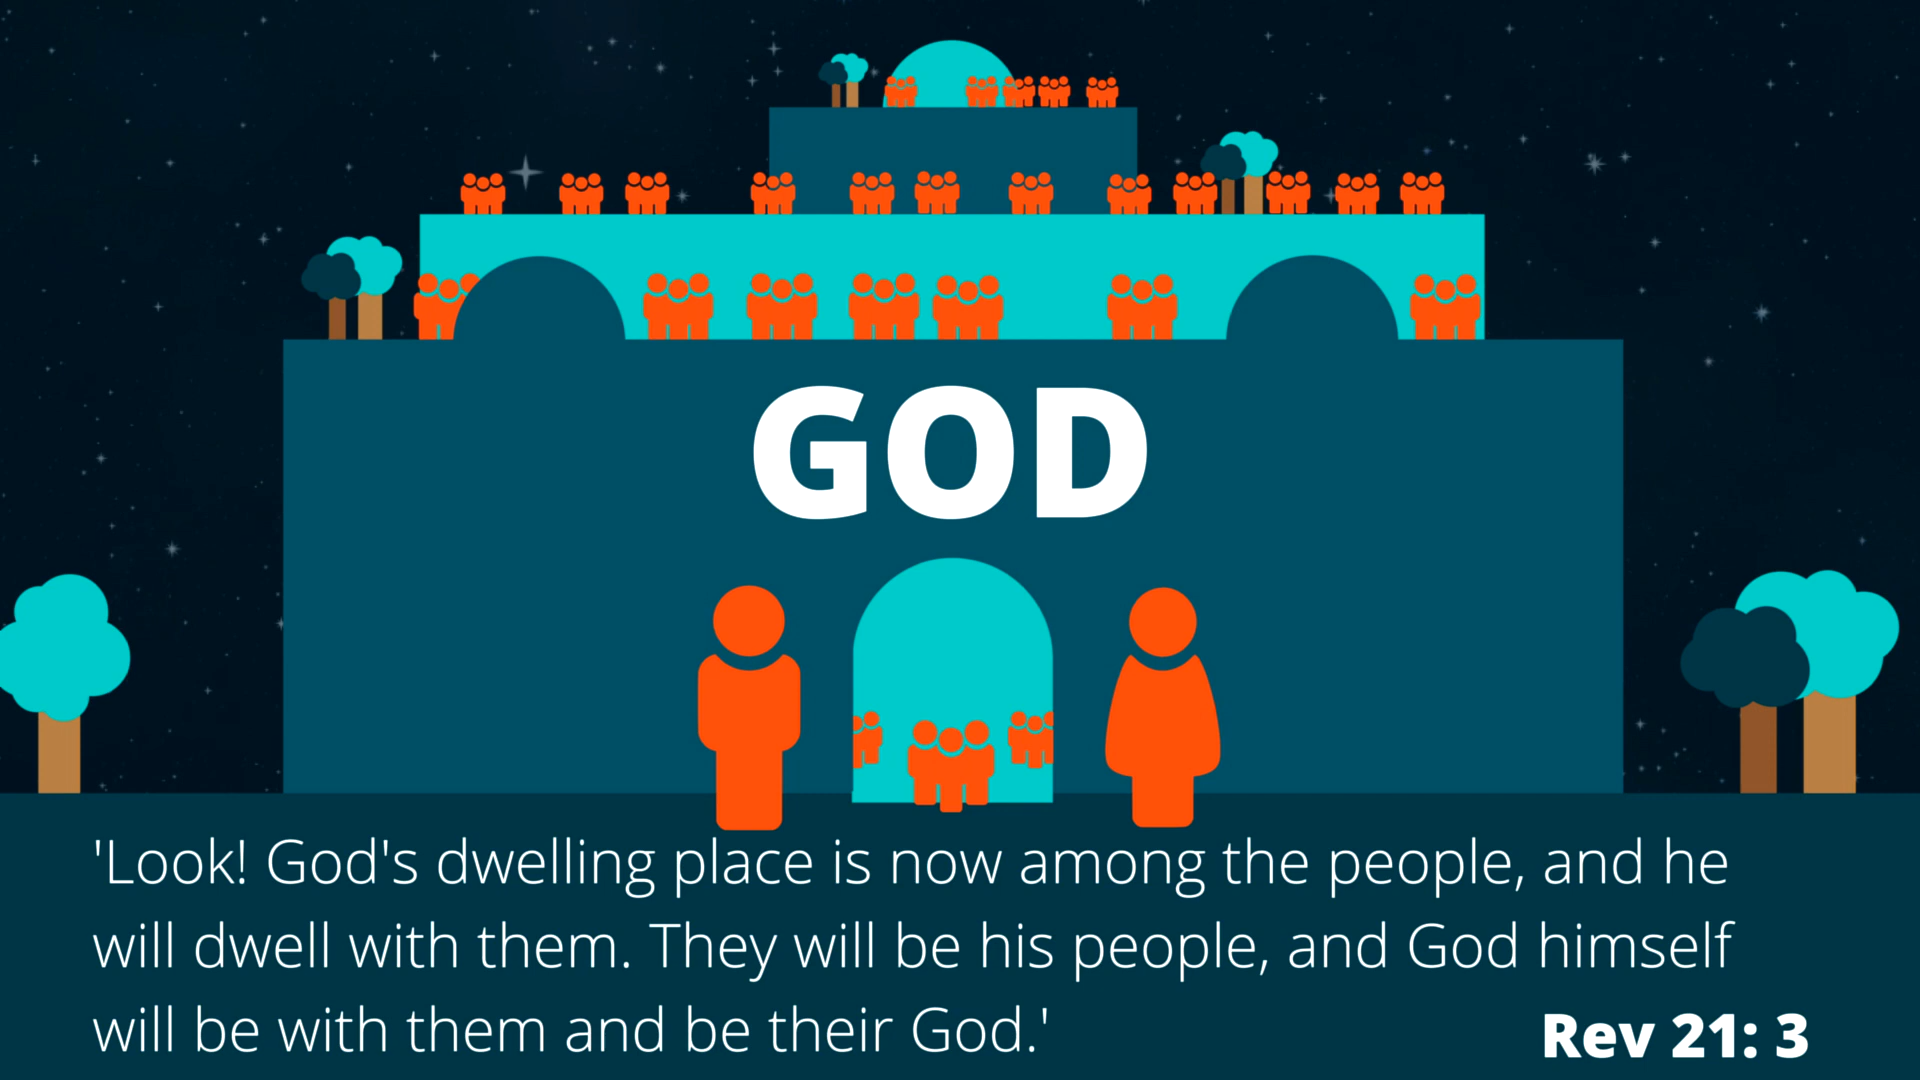 GOD
'Look! God's dwelling place is now among the people, and he
will dwell with them. They will be his people, and God himself
will be with them and be their God.'
Rev 21: 3